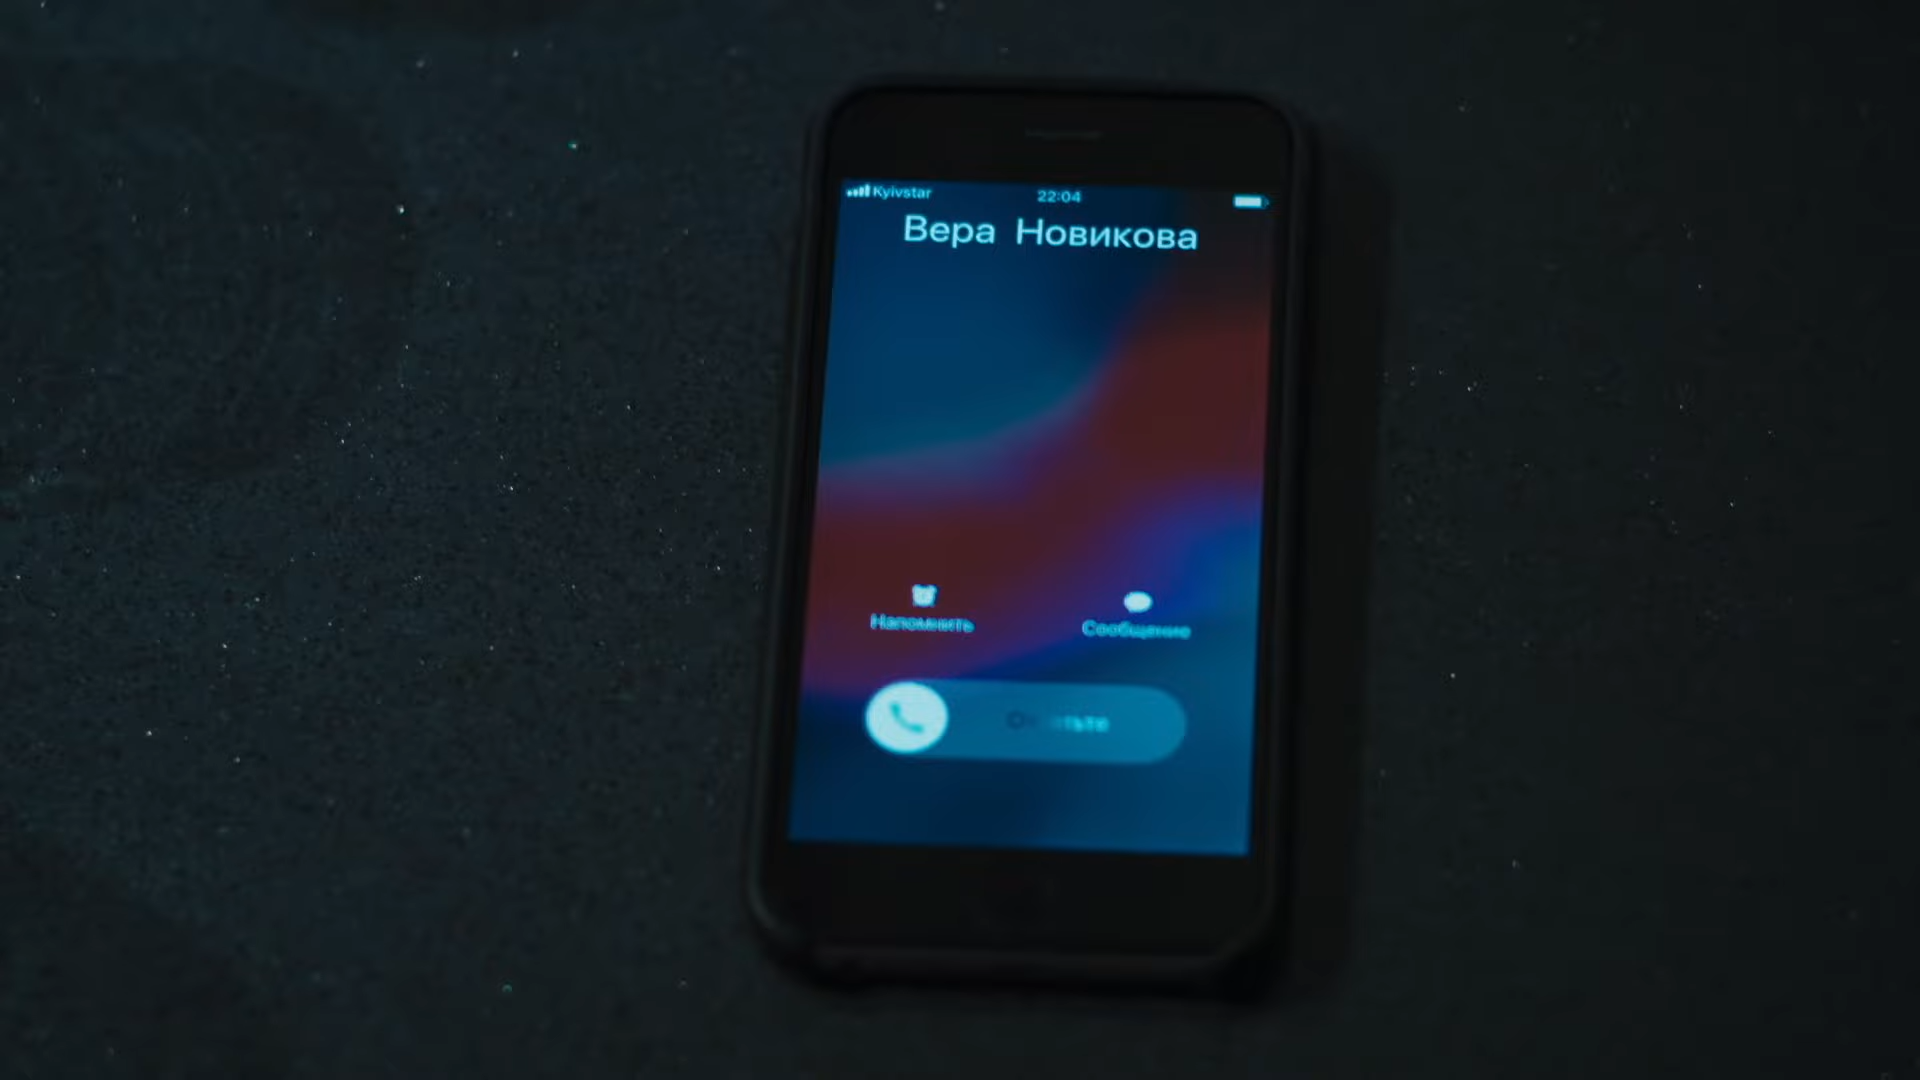 Kyivstar 22:04
Вера Новикова
Напомнить Сообщение